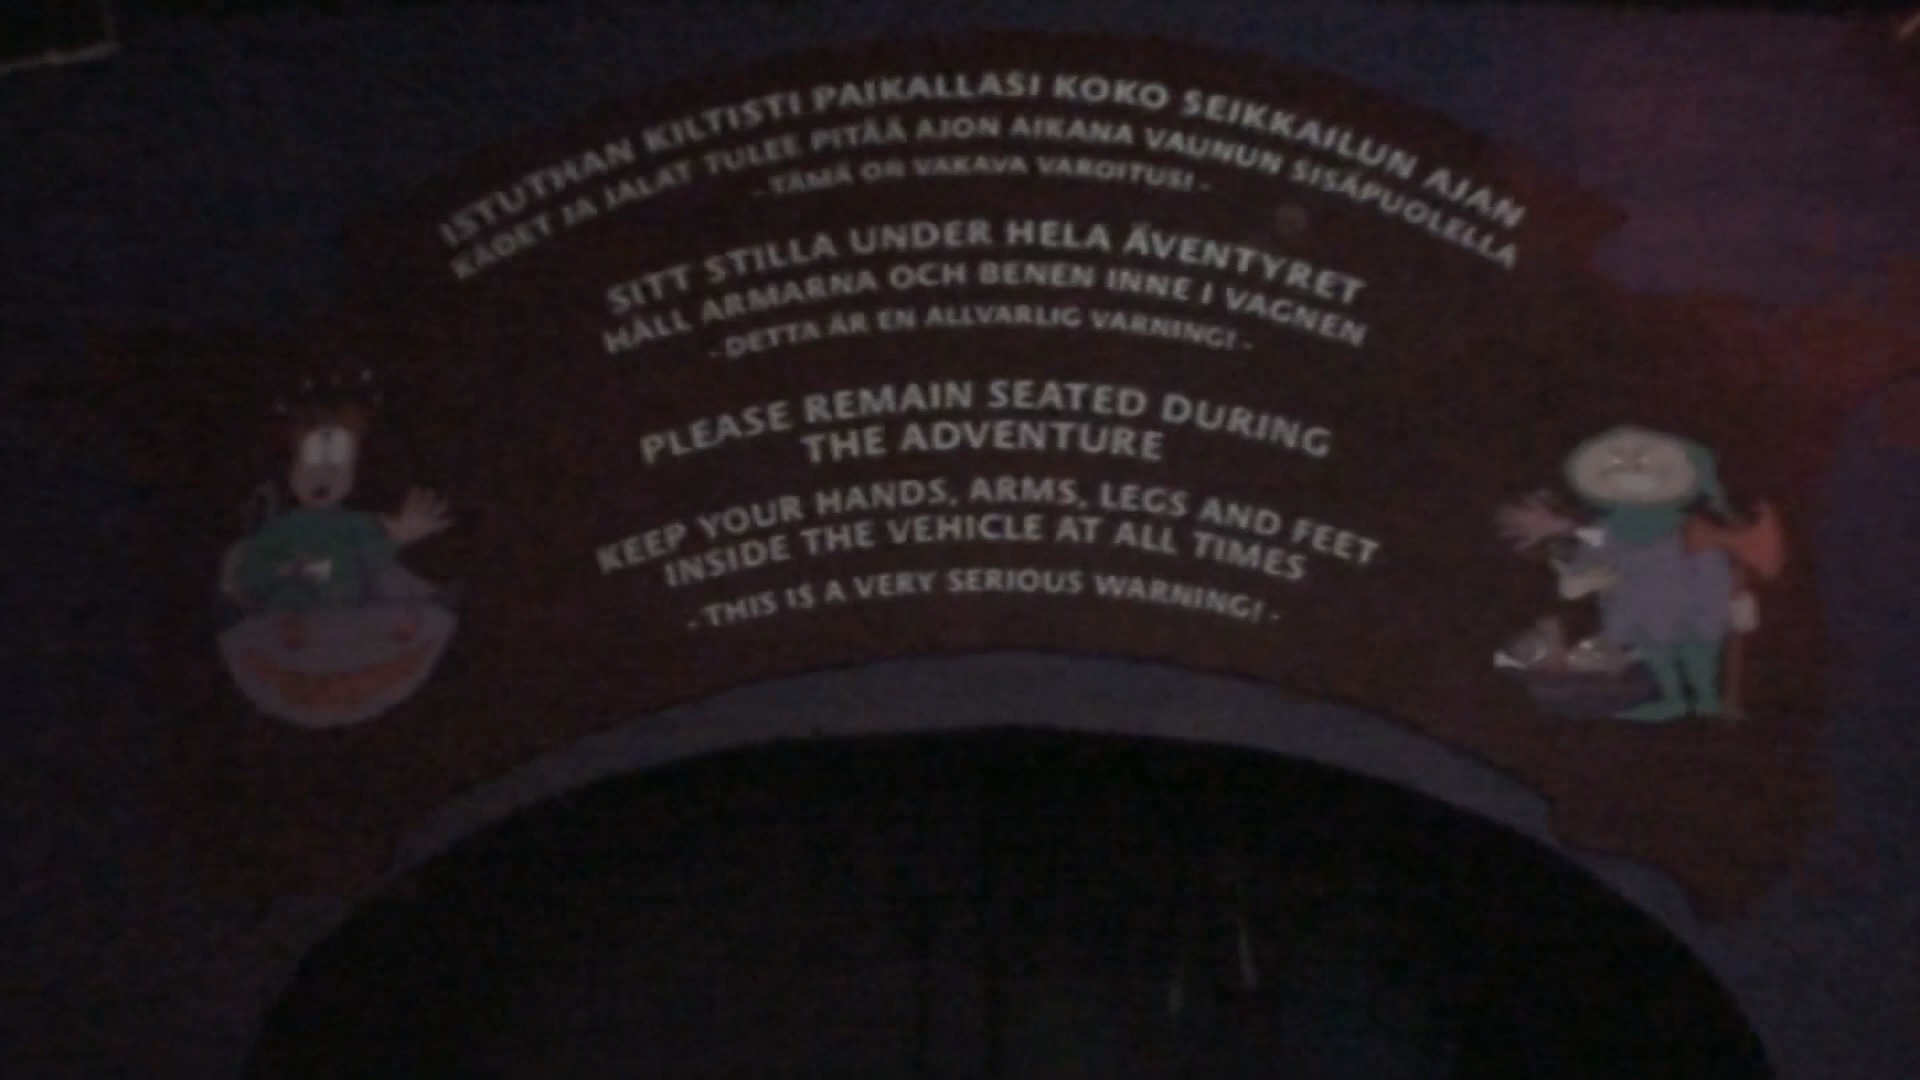 ISTUTHAN KILTISTI PAIKALLASI KOKO SEIKKAILUN AJAN
KÄDET JA JALAT TULEE PITÄÄ AJON AIKANA VAUNUN SISÄPUOLELLA
- TÄMÄ ON VAKAVA VAROITUS! -
SITT STILLA UNDER HELA ÄVENTYRET
HÅLL ARMARNA OCH BENEN INNE I VAGNEN
- DETTA ÄR EN ALLVARLIG VARNING! -
PLEASE REMAIN SEATED DURING
THE ADVENTURE
KEEP YOUR HANDS, ARMS, LEGS AND FEET
INSIDE THE VEHICLE AT ALL TIMES
- THIS IS A VERY SERIOUS WARNING! -